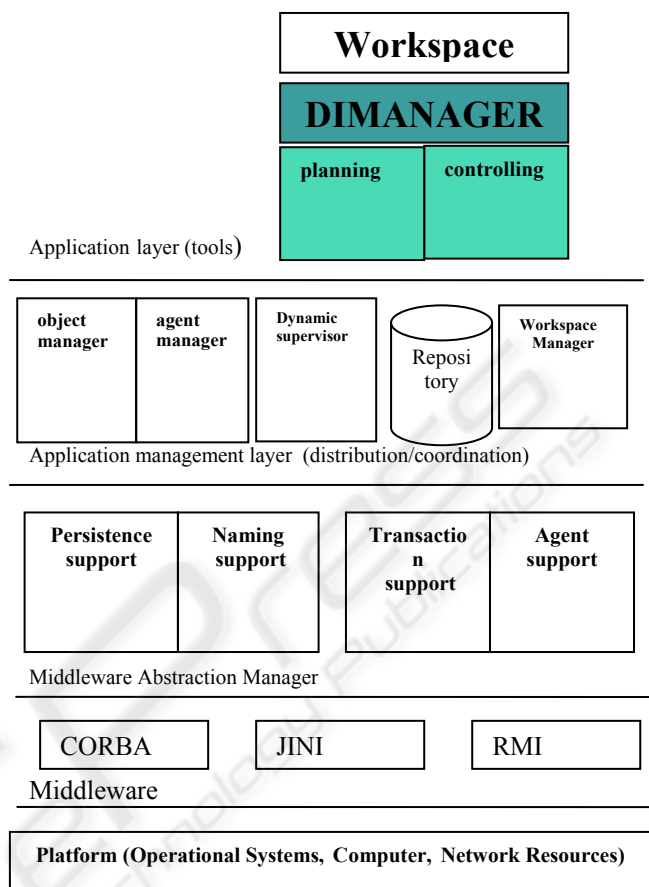 Workspace
DIMANAGER
planning
controlling
Application layer (tools)
object
manager
agent
manager
Dynamic
supervisor
Reposi
tory
Workspace
Manager
Application management layer (distribution/coordination)
Persistence
support
Naming
support
Transactio
n
support
Agent
support
Middleware Abstraction Manager
CORBA
JINI
RMI
Middleware
Platform (Operational Systems, Computer, Network Resources)